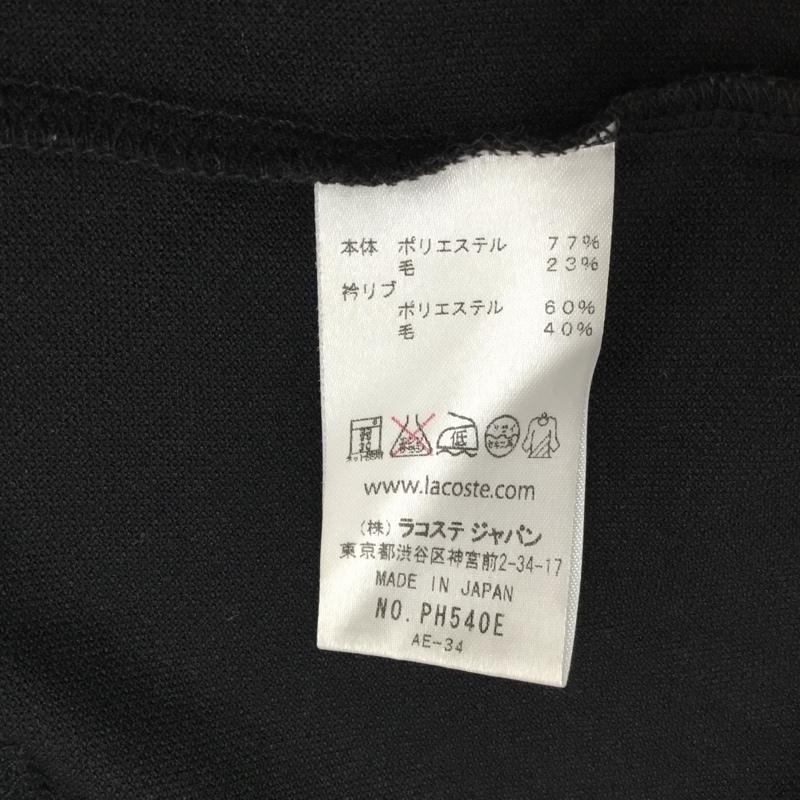 本体 ポリエステル 77%
毛 23%
衿リブ
ポリエステル 60%
毛 40%
低
www.lacoste.com
(株) ラコステ ジャパン
東京都渋谷区神宮前2-34-17
MADE IN JAPAN
NO. PH540E
AE-34